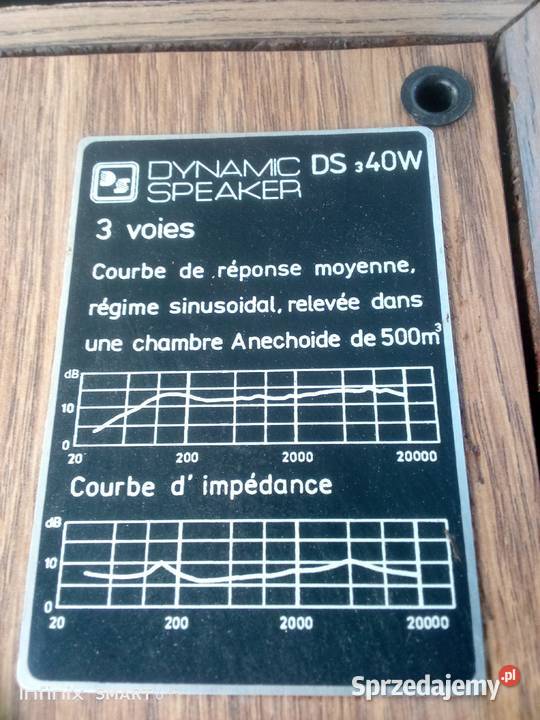 DS DYNAMIC SPEAKER DS 340W
3 voies
Courbe de réponse moyenne,
régime sinusoidal, relevée dans
une chambre Anechoide de 500m³
dB
10
0
20 200 2000 20000
Courbe d' impédance
dB
10
0
20 200 2000 20000
Sprzedajemy.pl